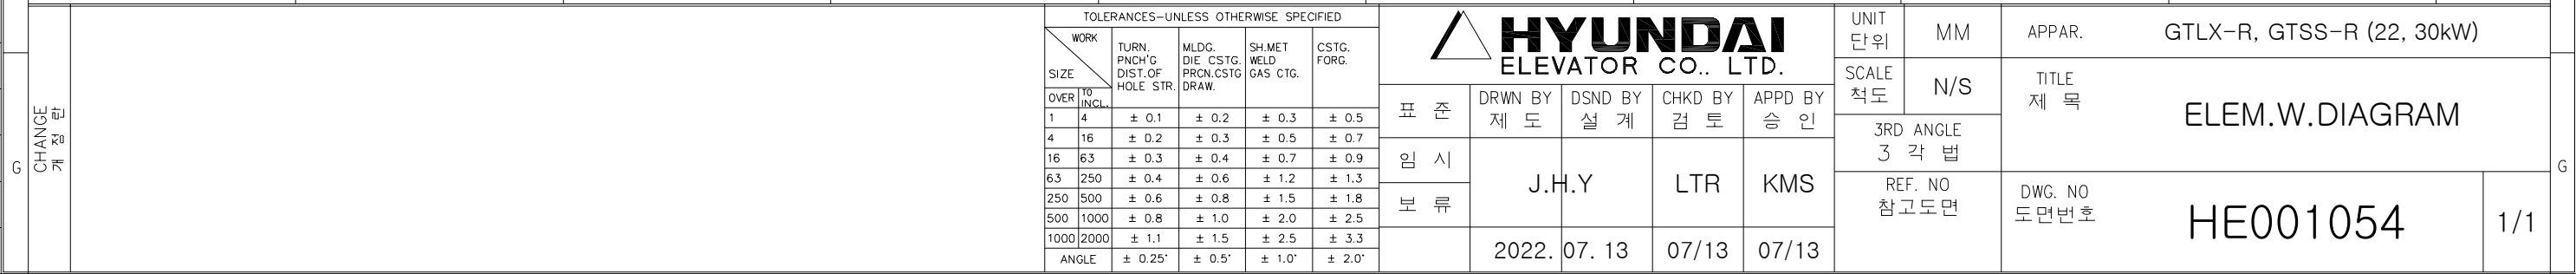 G
CHANGE
개 정 란
TOLERANCES-UNLESS OTHERWISE SPECIFIED
WORK
SIZE
OVER TO INCL.
TURN. PNCH'G DIST.OF HOLE STR.
MLDG. DIE CSTG. PRCN.CSTG DRAW.
SH.MET WELD GAS CTG.
CSTG. FORG.
1 4 ± 0.1 ± 0.2 ± 0.3 ± 0.5
4 16 ± 0.2 ± 0.3 ± 0.5 ± 0.7
16 63 ± 0.3 ± 0.4 ± 0.7 ± 0.9
63 250 ± 0.4 ± 0.6 ± 1.2 ± 1.3
250 500 ± 0.6 ± 0.8 ± 1.5 ± 1.8
500 1000 ± 0.8 ± 1.0 ± 2.0 ± 2.5
1000 2000 ± 1.1 ± 1.5 ± 2.5 ± 3.3
ANGLE ± 0.25° ± 0.5° ± 1.0° ± 2.0°
HYUNDAI
ELEVATOR CO.. LTD.
표 준
임 시
보 류
DRWN BY DSND BY CHKD BY APPD BY
제 도 설 계 검 토 승 인
J.H.Y LTR KMS
2022. 07. 13 07/13 07/13
UNIT
단위
MM
SCALE
척도
N/S
3RD ANGLE
3 각 법
REF. NO
참고도면
APPAR. GTLX-R, GTSS-R (22, 30kW)
TITLE
제 목
ELEM.W.DIAGRAM
DWG. NO
도면번호
HE001054
1/1
G